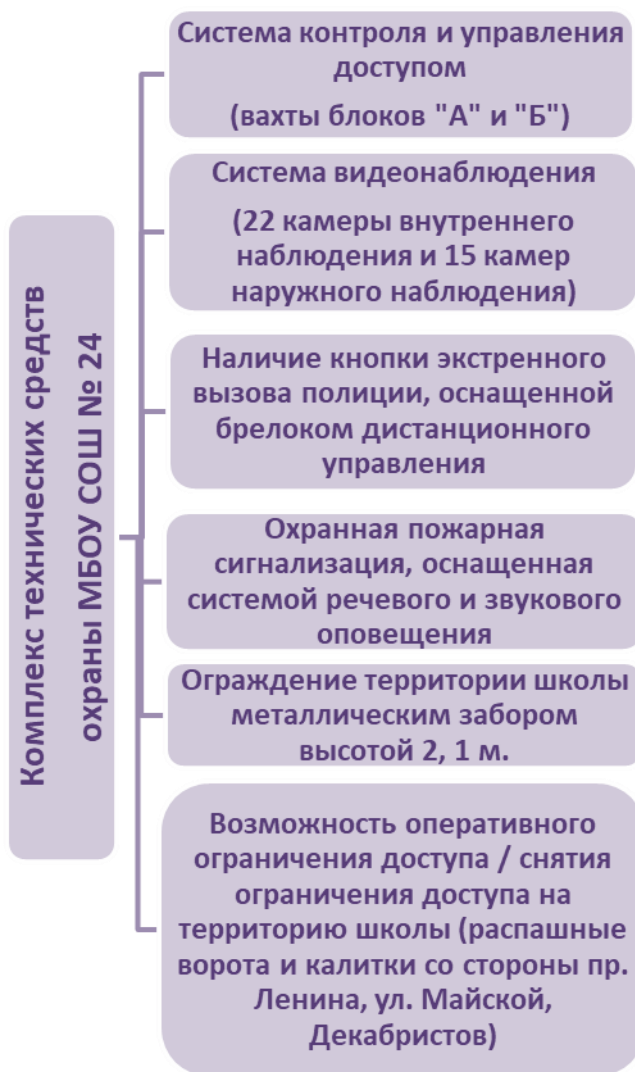 Комплекс технических средств
охраны МБОУ СОШ № 24
Система контроля и управления
доступом
(вахты блоков "А" и "Б")
Система видеонаблюдения
(22 камеры внутреннего
наблюдения и 15 камер
наружного наблюдения)
Наличие кнопки экстренного
вызова полиции, оснащенной
брелоком дистанционного
управления
Охранная пожарная
сигнализация, оснащенная
системой речевого и звукового
оповещения
Ограждение территории школы
металлическим забором
высотой 2, 1 м.
Возможность оперативного
ограничения доступа / снятия
ограничения доступа на
территорию школы (распашные
ворота и калитки со стороны пр.
Ленина, ул. Майской,
Декабристов)